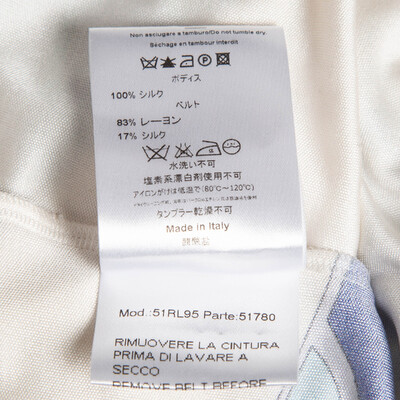 Non asciugare a tamburo/Do not tumble dry.
Séchage en tambour interdit
ボディス
100% シルク
ベルト
83% レーヨン
17% シルク
水洗い不可
塩素系漂白剤使用不可
アイロンがけは低温で(80℃~120℃)
タンブラー乾燥不可
Made in Italy
Mod.:51RL95 Parte:51780
RIMUOVERE LA CINTURA
PRIMA DI LAVARE A
SECCO
REMOVE BELT BEFORE